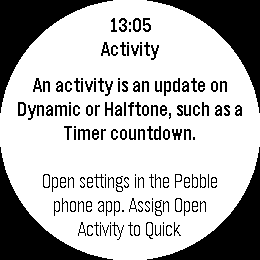 13:05
Activity
An activity is an update on
Dynamic or Halftone, such as a
Timer countdown.
Open settings in the Pebble
phone app. Assign Open
Activity to Quick